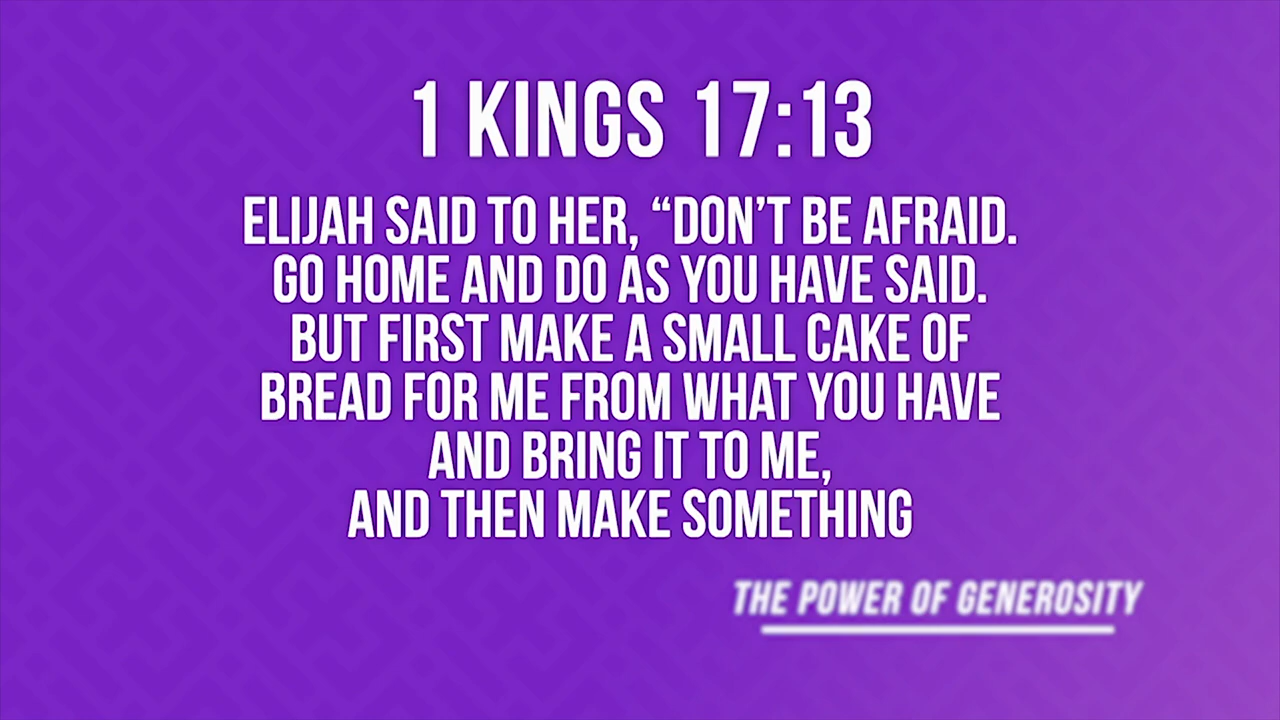 1 KINGS 17:13
ELIJAH SAID TO HER, “DON’T BE AFRAID.
GO HOME AND DO AS YOU HAVE SAID.
BUT FIRST MAKE A SMALL CAKE OF
BREAD FOR ME FROM WHAT YOU HAVE
AND BRING IT TO ME,
AND THEN MAKE SOMETHING
THE POWER OF GENEROSITY